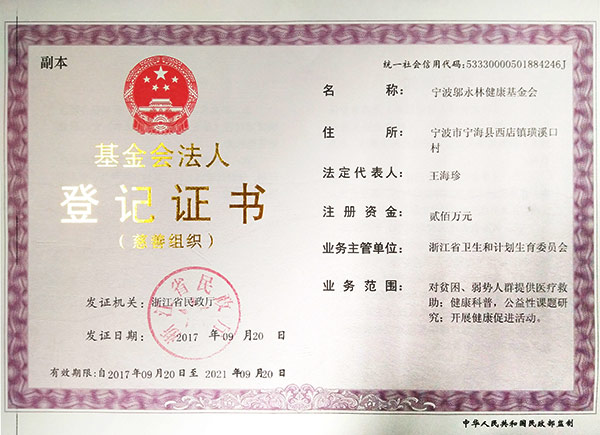 副本
统一社会信用代码:53330000501884246J
基金会法人
登记证书
（慈善组织）
名 称： 宁波邬永林健康基金会
住 所： 宁波市宁海县西店镇璜溪口
村
法定代表人： 王海珍
注册资金： 贰佰万元
业务主管单位： 浙江省卫生和计划生育委员会
业务范围： 对贫困、弱势人群提供医疗救
助；健康科普，公益性课题研
究；开展健康促进活动。
发证机关：浙江省民政厅
浙江省民政厅
发证日期： 2017 年 09 月 20 日
有效期限：自2017年09月20日至 2021 年09月20日
中华人民共和国民政部监制